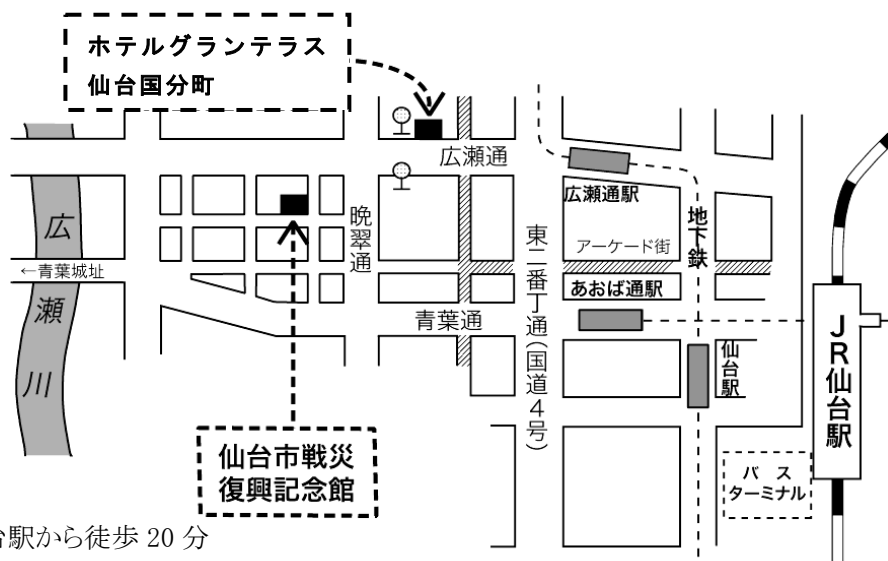 ホテルグランテラス
仙台国分町
広瀬通
広瀬通駅
地下鉄
晩翠通
東二番丁通(国道4号)
アーケード街
広瀬川
←青葉城址
あおば通駅
青葉通
仙台駅
JR仙台駅
仙台市戦災
復興記念館
バス
ターミナル
台駅から徒歩 20 分